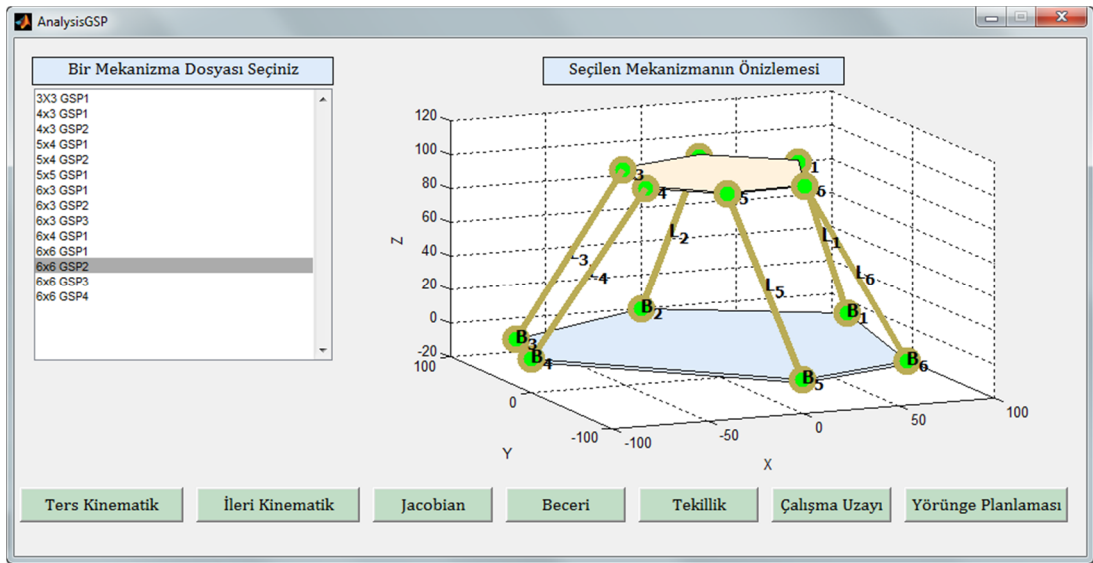 AnalysisGSP
Bir Mekanizma Dosyası Seçiniz
3X3 GSP1
4x3 GSP1
4x3 GSP2
5x4 GSP1
5x4 GSP2
5x5 GSP1
6x3 GSP1
6x3 GSP2
6x3 GSP3
6x4 GSP1
6x6 GSP1
6x6 GSP2
6x6 GSP3
6x6 GSP4
Seçilen Mekanizmanın Önizlemesi
120
100
80
60
40
20
0
-20
Z
100
0
-100
Y
-100
-50
0
50
100
X
1
3
4
5
6
L1
L2
L3
L4
L5
L6
B1
B2
B3
B4
B5
B6
Ters Kinematik
İleri Kinematik
Jacobian
Beceri
Tekillik
Çalışma Uzayı
Yörünge Planlaması